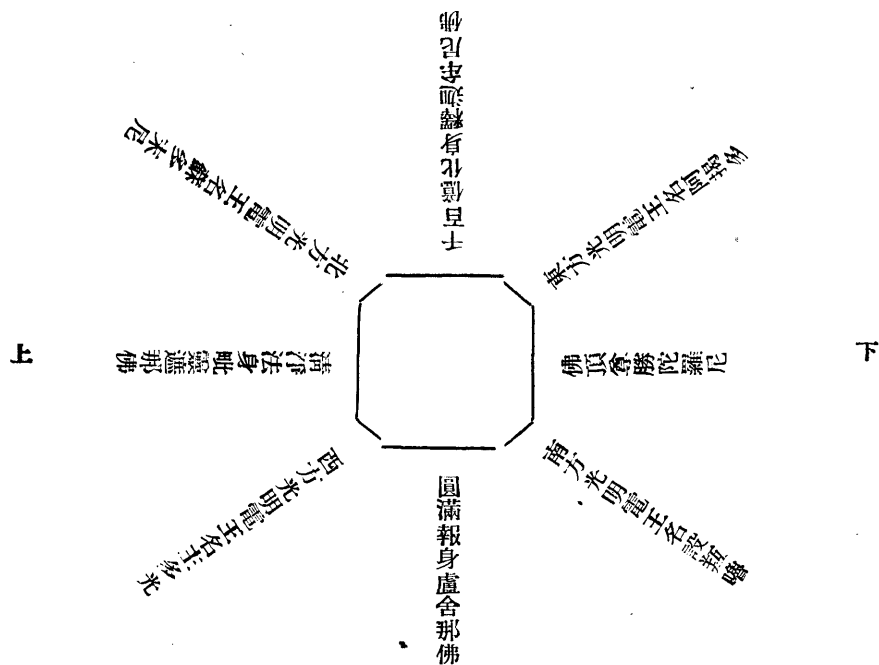 千百億化身釋迦牟尼佛
東方光明電王名阿揭多
佛頂尊勝陀羅尼
南方光明電王名設羝嚕
圓滿報身盧舍那佛
西方光明電王名主多光
清淨法身毗盧遮那佛
北方光明電王名蘇多末尼
上
下